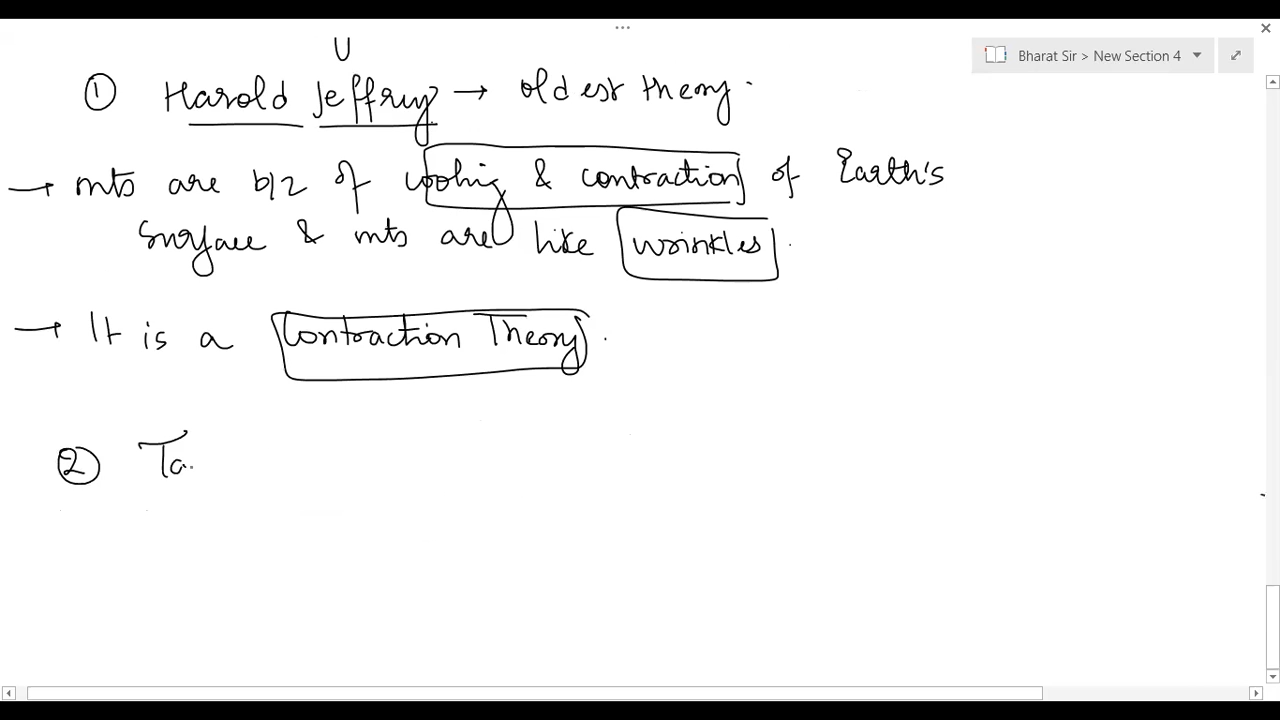 Bharat Sir > New Section 4
U
① Harold Jeffry → oldest theory.
→ mts are b/z of cooling & contraction of Earth's
surface & mts are like wrinkles.
→ It is a Contraction Theory.
② Ta